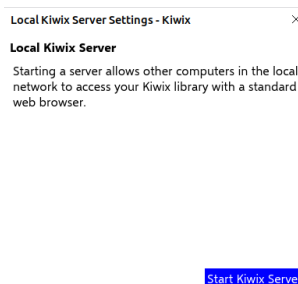 Local Kiwix Server Settings - Kiwix
Local Kiwix Server
Starting a server allows other computers in the local
network to access your Kiwix library with a standard
web browser.
Start Kiwix Serve